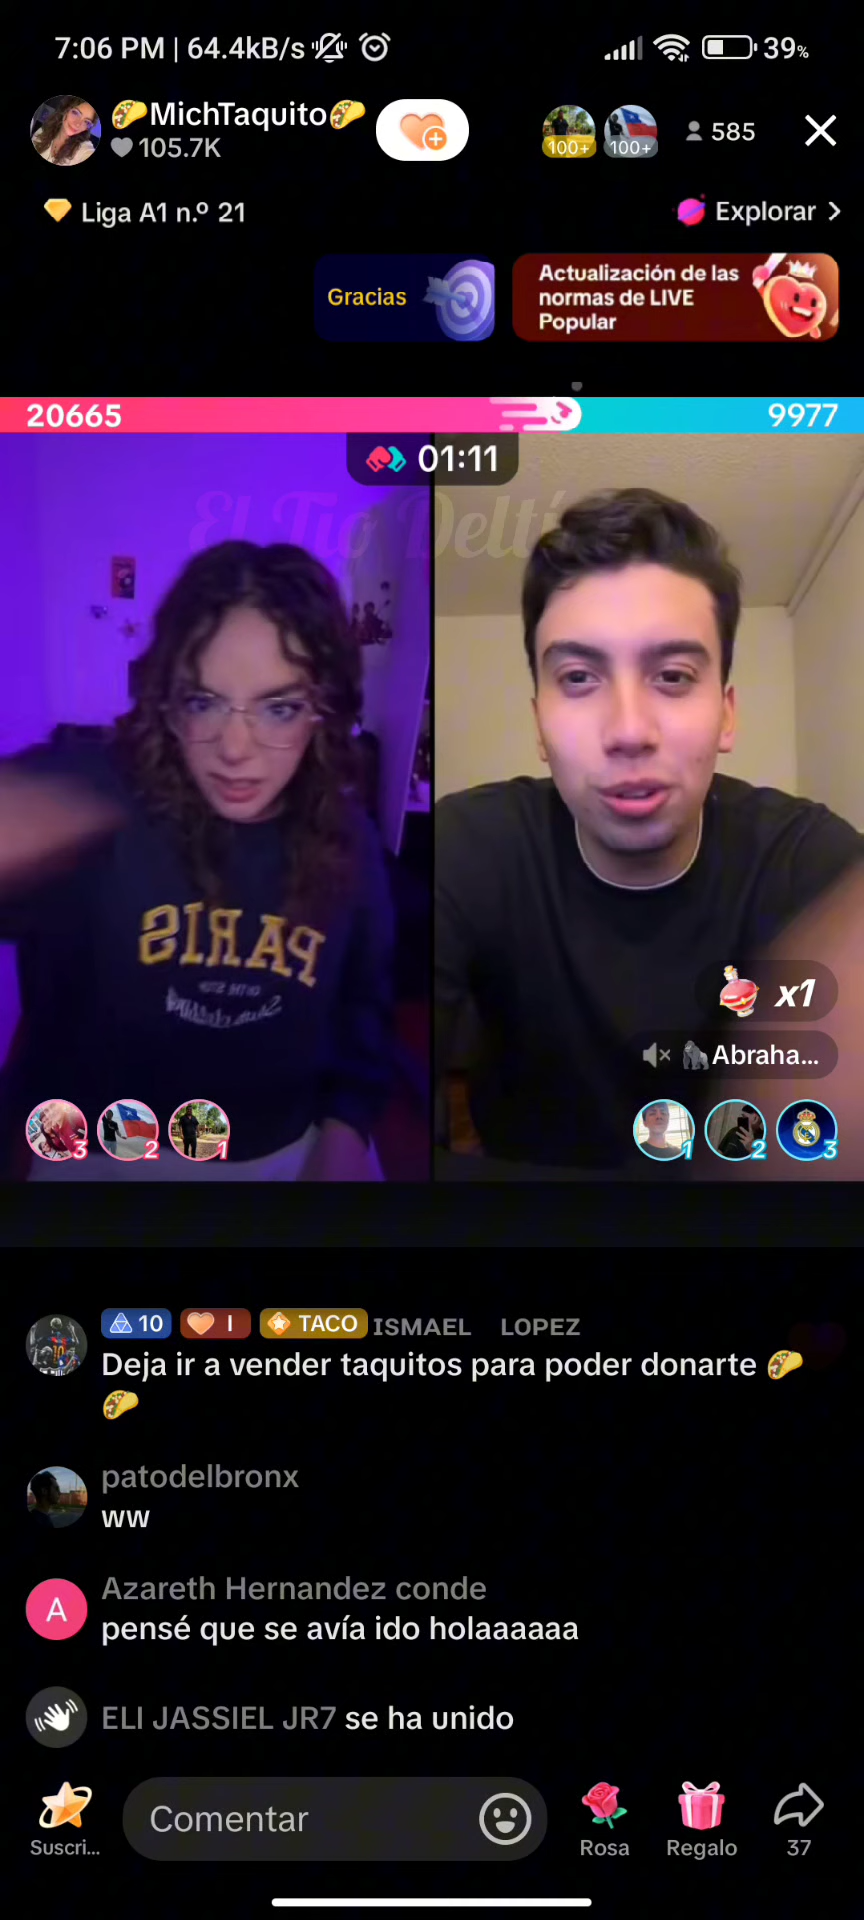 7:06 PM | 64.4kB/s
39%
🌮MichTaquito🌮
105.7K
100+
100+
585
Liga A1 n.º 21
Explorar
Gracias
Actualización de las
normas de LIVE
Popular
20665
9977
01:11
El Tio Deltí
PARIS
x1
🦍Abraha...
3
2
1
1
2
3
10
I
TACO
ISMAEL LOPEZ
Deja ir a vender taquitos para poder donarte 🌮
🌮
patodelbronx
ww
A
Azareth Hernandez conde
pensé que se avía ido holaaaaaa
ELI JASSIEL JR7 se ha unido
Suscri...
Comentar
Rosa
Regalo
37